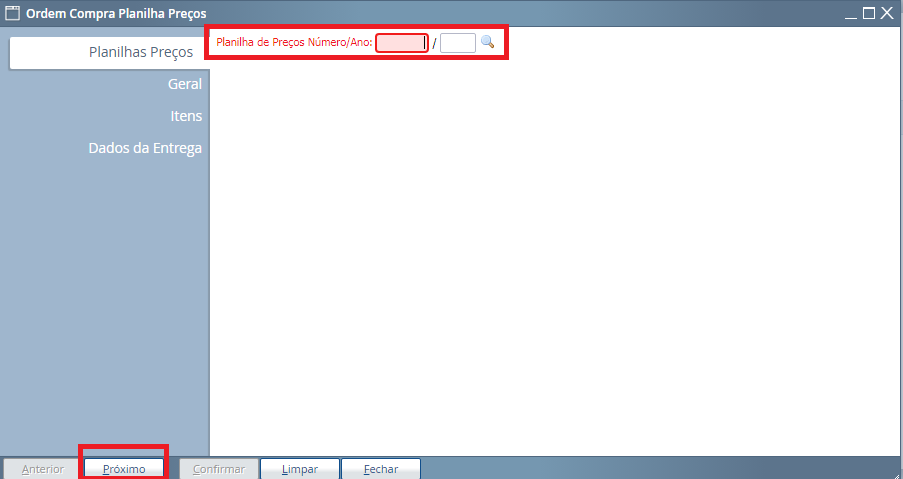 Ordem Compra Planilha Preços
Planilhas Preços
Planilha de Preços Número/Ano: /
Geral
Itens
Dados da Entrega
Anterior Próximo Confirmar Limpar Fechar